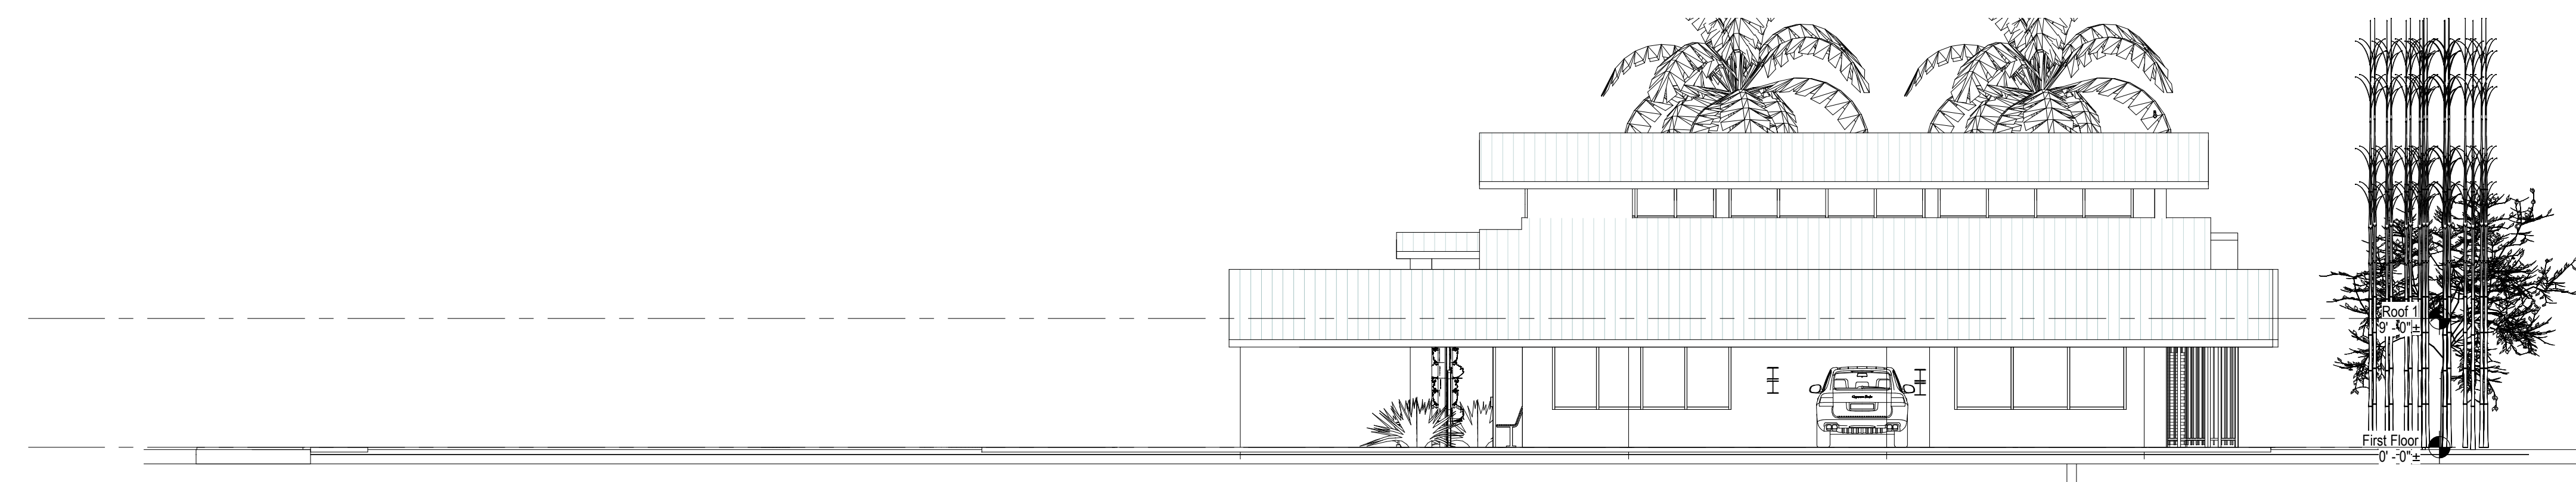 Roof 1
9' - 0" ±
First Floor
0' - 0" ±